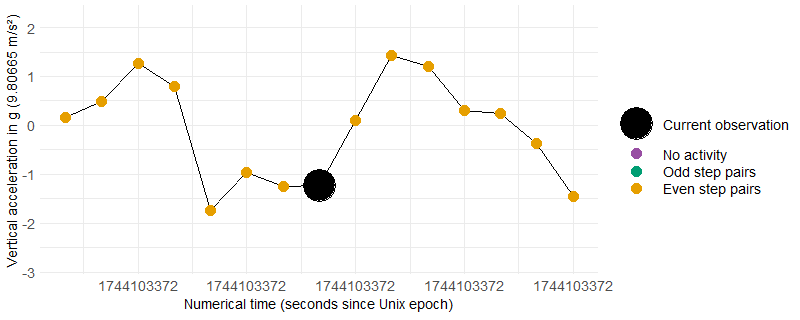 Vertical acceleration in g (9.80665 m/s²)
2
1
0
-1
-2
-3
1744103372 1744103372 1744103372 1744103372 1744103372
Numerical time (seconds since Unix epoch)
Current observation
No activity
Odd step pairs
Even step pairs